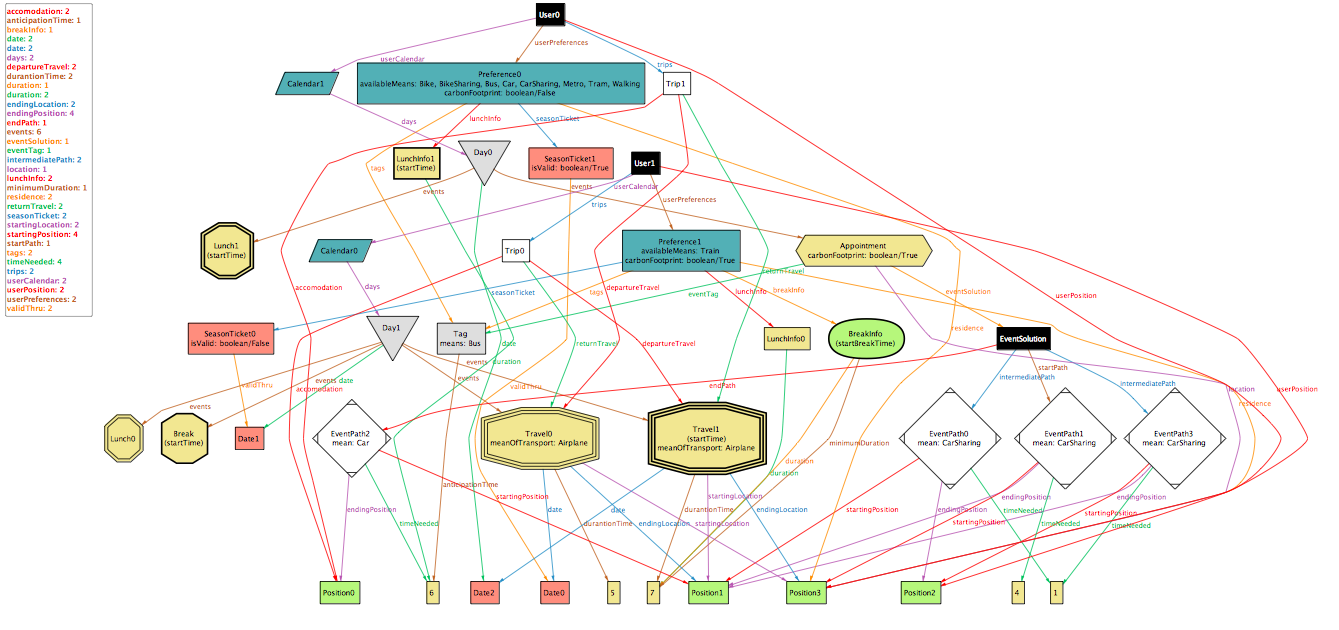 accomodation: 2
anticipationTime: 1
breakInfo: 1
date: 2
date: 2
days: 2
departureTravel: 2
durantionTime: 2
duration: 1
duration: 2
endingLocation: 2
endingPosition: 4
endPath: 1
events: 6
eventSolution: 1
eventTag: 1
intermediatePath: 2
location: 1
lunchInfo: 2
minimumDuration: 1
residence: 2
returnTravel: 2
seasonTicket: 2
startingLocation: 2
startingPosition: 4
startPath: 1
tags: 2
timeNeeded: 4
trips: 2
userCalendar: 2
userPosition: 2
userPreferences: 2
validThru: 2
User0
userPreferences
userCalendar
trips
Calendar1
Preference0
availableMeans: Bike, BikeSharing, Bus, Car, CarSharing, Metro, Tram, Walking
carbonFootprint: boolean/False
Trip1
days
lunchInfo
seasonTicket
tags
LunchInfo1
(startTime)
Day0
SeasonTicket1
isValid: boolean/True
User1
events
userCalendar
events
trips
userPreferences
Lunch1
(startTime)
Calendar0
Trip0
Preference1
availableMeans: Train
carbonFootprint: boolean/True
Appointment
carbonFootprint: boolean/True
returnTravel
accomodation
days
seasonTicket
tags
departureTravel
eventTag
lunchInfo
breakInfo
eventSolution
userPosition
SeasonTicket0
isValid: boolean/False
Day1
Tag
means: Bus
date
returnTravel
departureTravel
LunchInfo0
BreakInfo
(startBreakTime)
residence
EventSolution
events
duration
events
date
validThru
accomodation
events
validThru
endPath
startPath
intermediatePath
intermediatePath
location
userPosition
residence
events
Lunch0
Break
(startTime)
Date1
EventPath2
mean: Car
Travel0
meanOfTransport: Airplane
Travel1
(startTime)
meanOfTransport: Airplane
minimumDuration
EventPath0
mean: CarSharing
EventPath1
mean: CarSharing
EventPath3
mean: CarSharing
duration
duration
anticipationTime
startingPosition
startingLocation
endingPosition
endingPosition
endingPosition
date
date
durantionTime
endingLocation
endingLocation
startingPosition
endingPosition
timeNeeded
startingPosition
timeNeeded
durantionTime
startingLocation
startingPosition
timeNeeded
timeNeeded
Position0
6
Date2
Date0
5
7
Position1
Position3
Position2
4
1